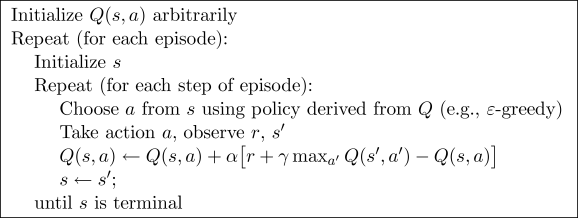 Initialize Q(s, a) arbitrarily
Repeat (for each episode):
Initialize s
Repeat (for each step of episode):
Choose a from s using policy derived from Q (e.g., ε-greedy)
Take action a, observe r, s′
Q(s, a) ← Q(s, a) + α[r + γ maxₐ′ Q(s′, a′) − Q(s, a)]
s ← s′;
until s is terminal